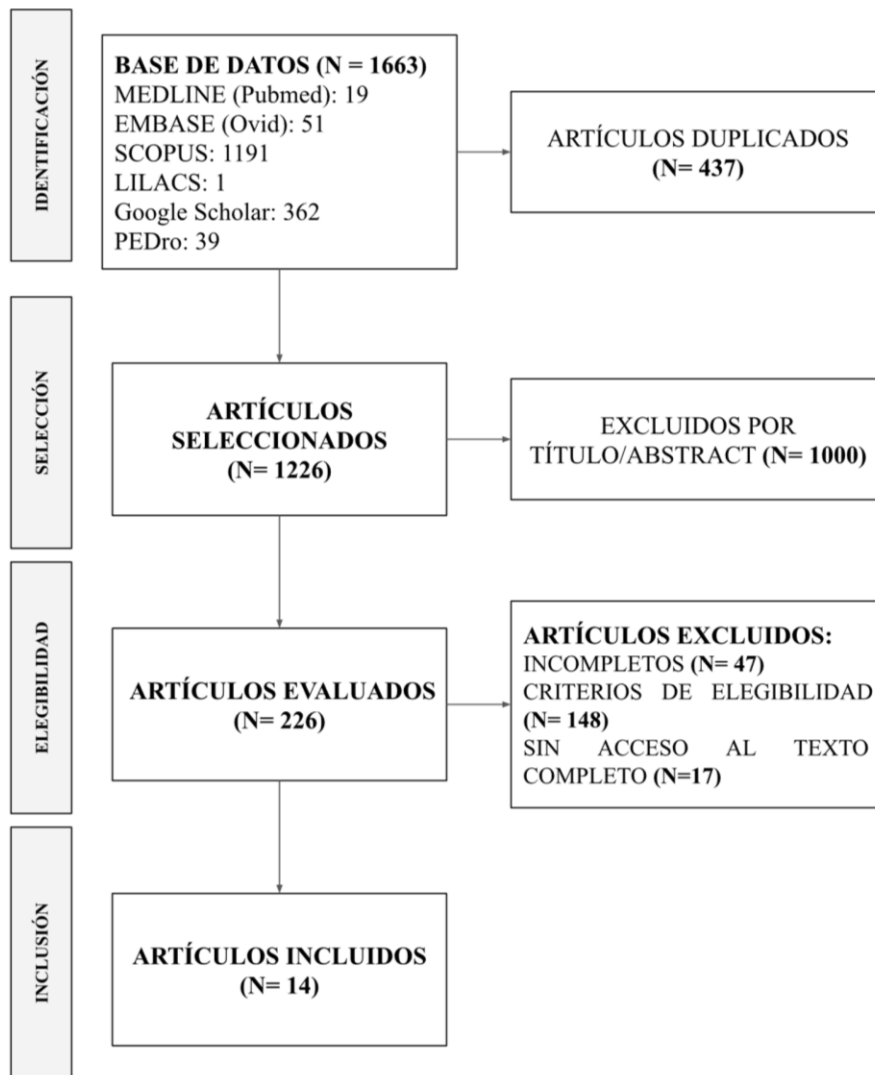 IDENTIFICACIÓN
BASE DE DATOS (N = 1663)
MEDLINE (Pubmed): 19
EMBASE (Ovid): 51
SCOPUS: 1191
LILACS: 1
Google Scholar: 362
PEDro: 39
ARTÍCULOS DUPLICADOS
(N= 437)
SELECCIÓN
ARTÍCULOS
SELECCIONADOS
(N= 1226)
EXCLUIDOS POR
TÍTULO/ABSTRACT (N= 1000)
ELEGIBILIDAD
ARTÍCULOS EVALUADOS
(N= 226)
ARTÍCULOS EXCLUIDOS:
INCOMPLETOS (N= 47)
CRITERIOS DE ELEGIBILIDAD
(N= 148)
SIN ACCESO AL TEXTO
COMPLETO (N=17)
INCLUSIÓN
ARTÍCULOS INCLUIDOS
(N= 14)